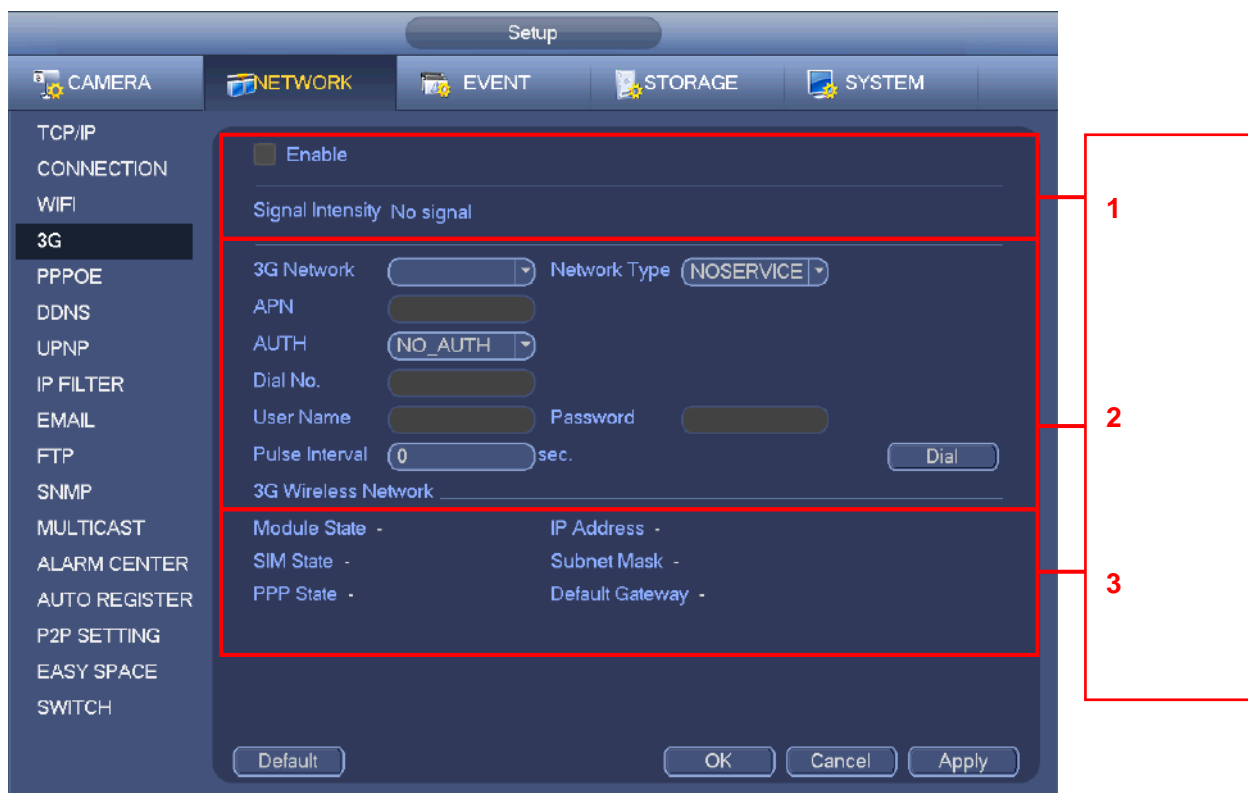 Setup
CAMERA NETWORK EVENT STORAGE SYSTEM
TCP/IP
CONNECTION
WIFI
3G
PPPOE
DDNS
UPNP
IP FILTER
EMAIL
FTP
SNMP
MULTICAST
ALARM CENTER
AUTO REGISTER
P2P SETTING
EASY SPACE
SWITCH
Enable
Signal Intensity No signal
3G Network Network Type NOSERVICE
APN
AUTH NO_AUTH
Dial No.
User Name Password
Pulse Interval 0 sec. Dial
3G Wireless Network
Module State - IP Address -
SIM State - Subnet Mask -
PPP State - Default Gateway -
Default OK Cancel Apply
1
2
3